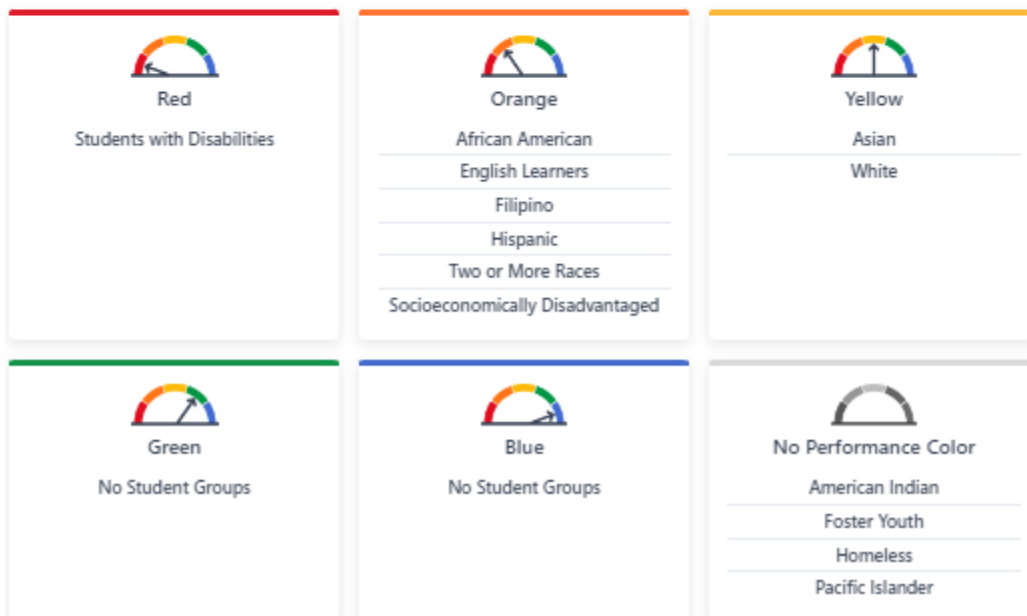 Red
Students with Disabilities
Orange
African American
English Learners
Filipino
Hispanic
Two or More Races
Socioeconomically Disadvantaged
Yellow
Asian
White
Green
No Student Groups
Blue
No Student Groups
No Performance Color
American Indian
Foster Youth
Homeless
Pacific Islander